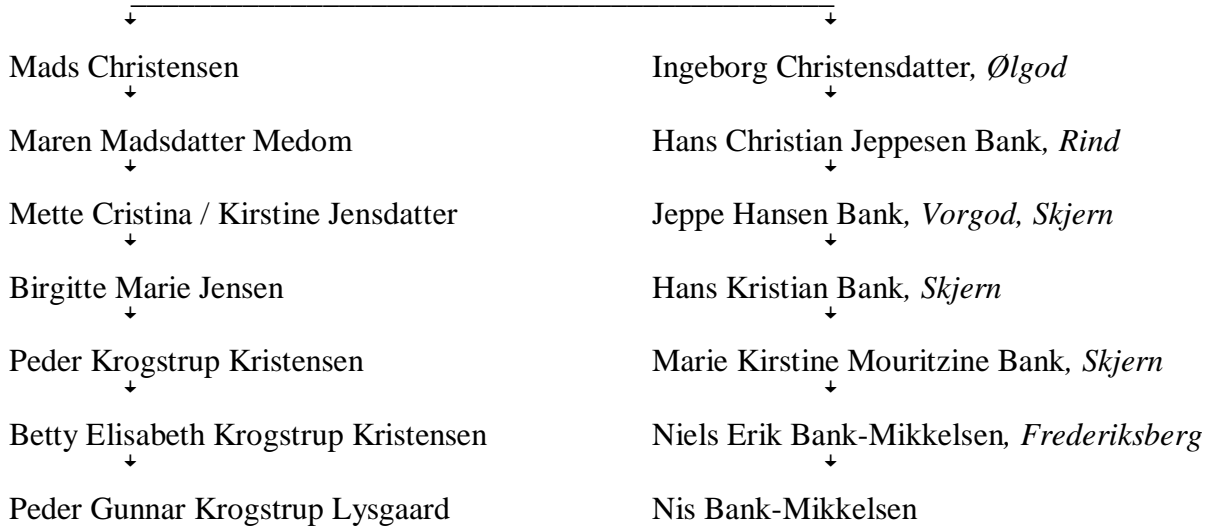 Mads Christensen Ingeborg Christensdatter, Ølgod
Maren Madsdatter Medom Hans Christian Jeppesen Bank, Rind
Mette Cristina / Kirstine Jensdatter Jeppe Hansen Bank, Vorgod, Skjern
Birgitte Marie Jensen Hans Kristian Bank, Skjern
Peder Krogstrup Kristensen Marie Kirstine Mouritzine Bank, Skjern
Betty Elisabeth Krogstrup Kristensen Niels Erik Bank-Mikkelsen, Frederiksberg
Peder Gunnar Krogstrup Lysgaard Nis Bank-Mikkelsen